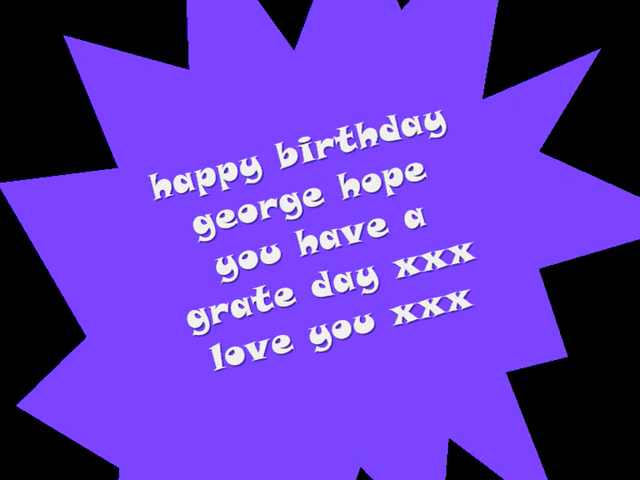 happy birthday
george hope
you have a
grate day xxx
love you xxx